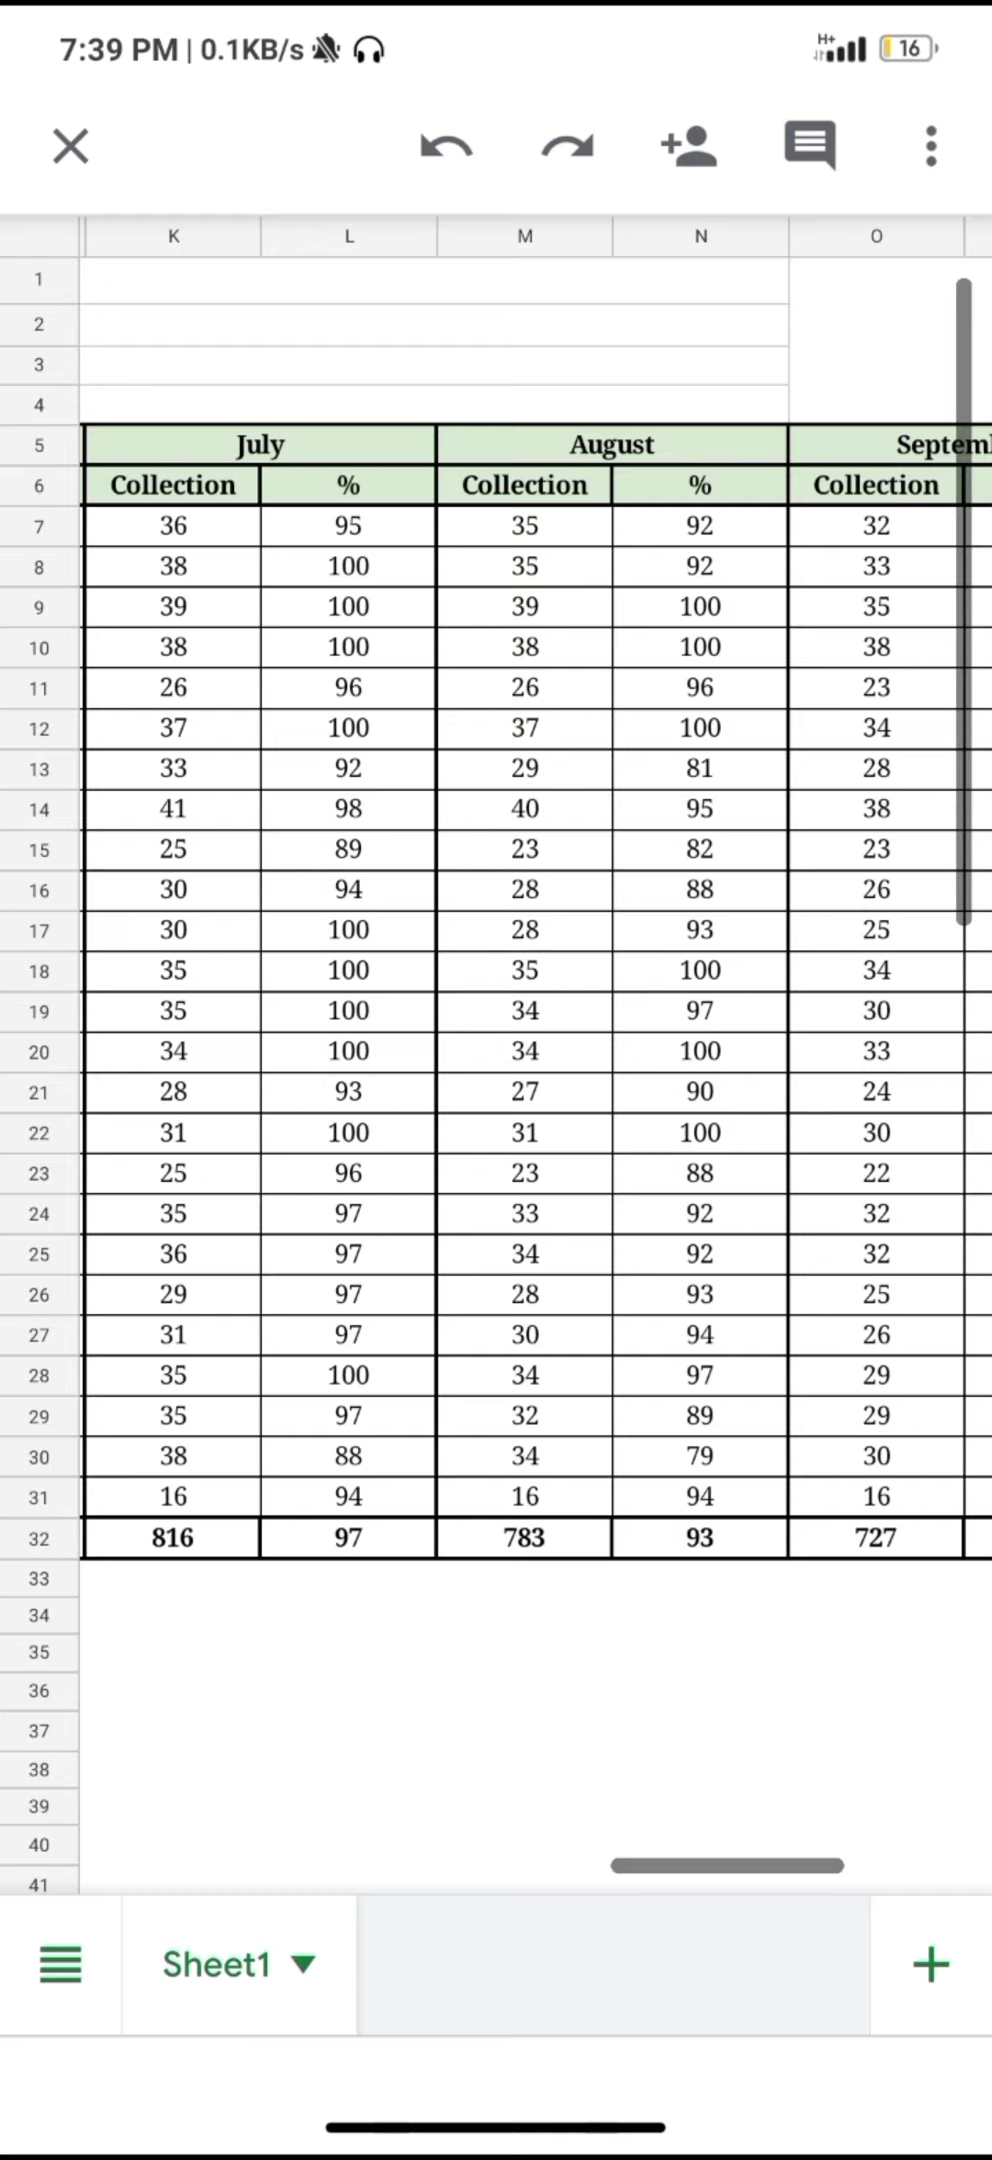 7:39 PM | 0.1KB/s H+ 16
K L M N O
1
2
3
4
5 July August Septem
6 Collection % Collection % Collection
7 36 95 35 92 32
8 38 100 35 92 33
9 39 100 39 100 35
10 38 100 38 100 38
11 26 96 26 96 23
12 37 100 37 100 34
13 33 92 29 81 28
14 41 98 40 95 38
15 25 89 23 82 23
16 30 94 28 88 26
17 30 100 28 93 25
18 35 100 35 100 34
19 35 100 34 97 30
20 34 100 34 100 33
21 28 93 27 90 24
22 31 100 31 100 30
23 25 96 23 88 22
24 35 97 33 92 32
25 36 97 34 92 32
26 29 97 28 93 25
27 31 97 30 94 26
28 35 100 34 97 29
29 35 97 32 89 29
30 38 88 34 79 30
31 16 94 16 94 16
32 816 97 783 93 727
33
34
35
36
37
38
39
40
41
Sheet1